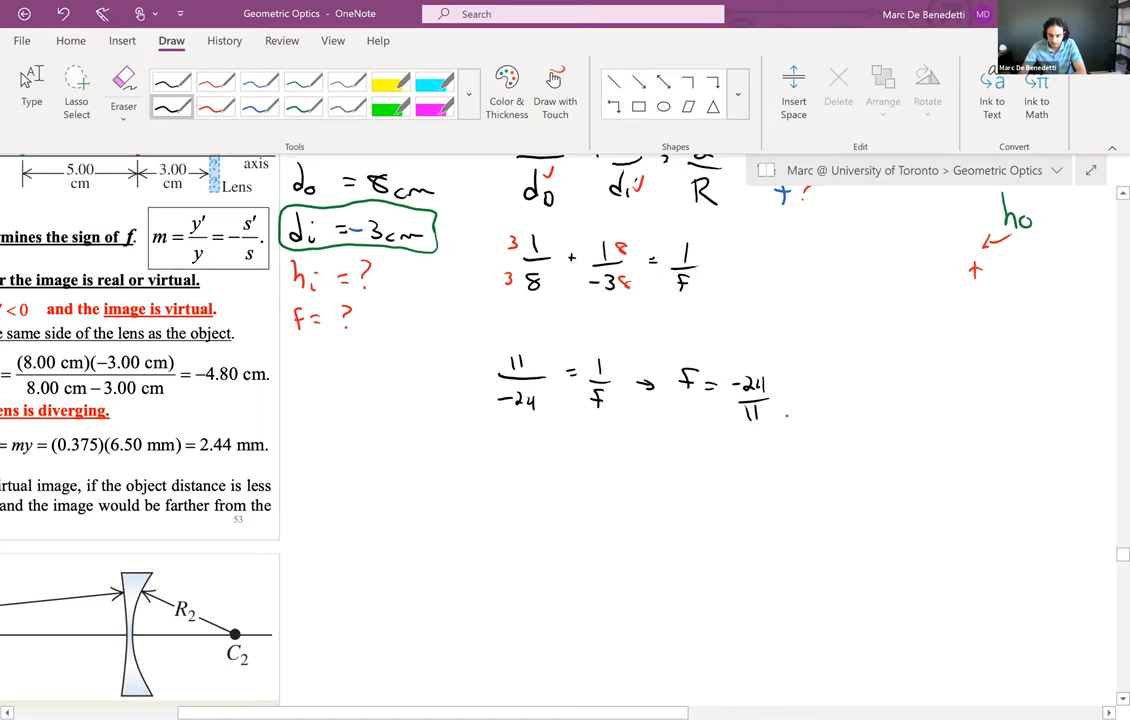 Geometric Optics - OneNote
Search
Marc De Benedetti MD
Marc De Benedetti
File Home Insert Draw History Review View Help
Type
Lasso Select
Eraser
Color & Thickness
Draw with Touch
Insert Space
Delete
Arrange
Rotate
Ink to Text
Ink to Math
Tools
Shapes
Edit
Convert
Marc @ University of Toronto > Geometric Optics
5.00 cm
3.00 cm
axis
Lens
rmines the sign of f.
m = y'/y = -s'/s.
r the image is real or virtual.
' < 0 and the image is virtual.
e same side of the lens as the object.
= (8.00 cm)(−3.00 cm) / 8.00 cm − 3.00 cm = −4.80 cm.
ens is diverging.
= my = (0.375)(6.50 mm) = 2.44 mm.
irtual image, if the object distance is less
and the image would be farther from the
53
R2
C2
do = 8cm
di = -3cm
hi = ?
f = ?
do
di
R
+ ?
ho
+
3 1 / 3 8 + 1 8 / -3 8 = 1 / f
11 / -24 = 1 / f → f = -24 / 11